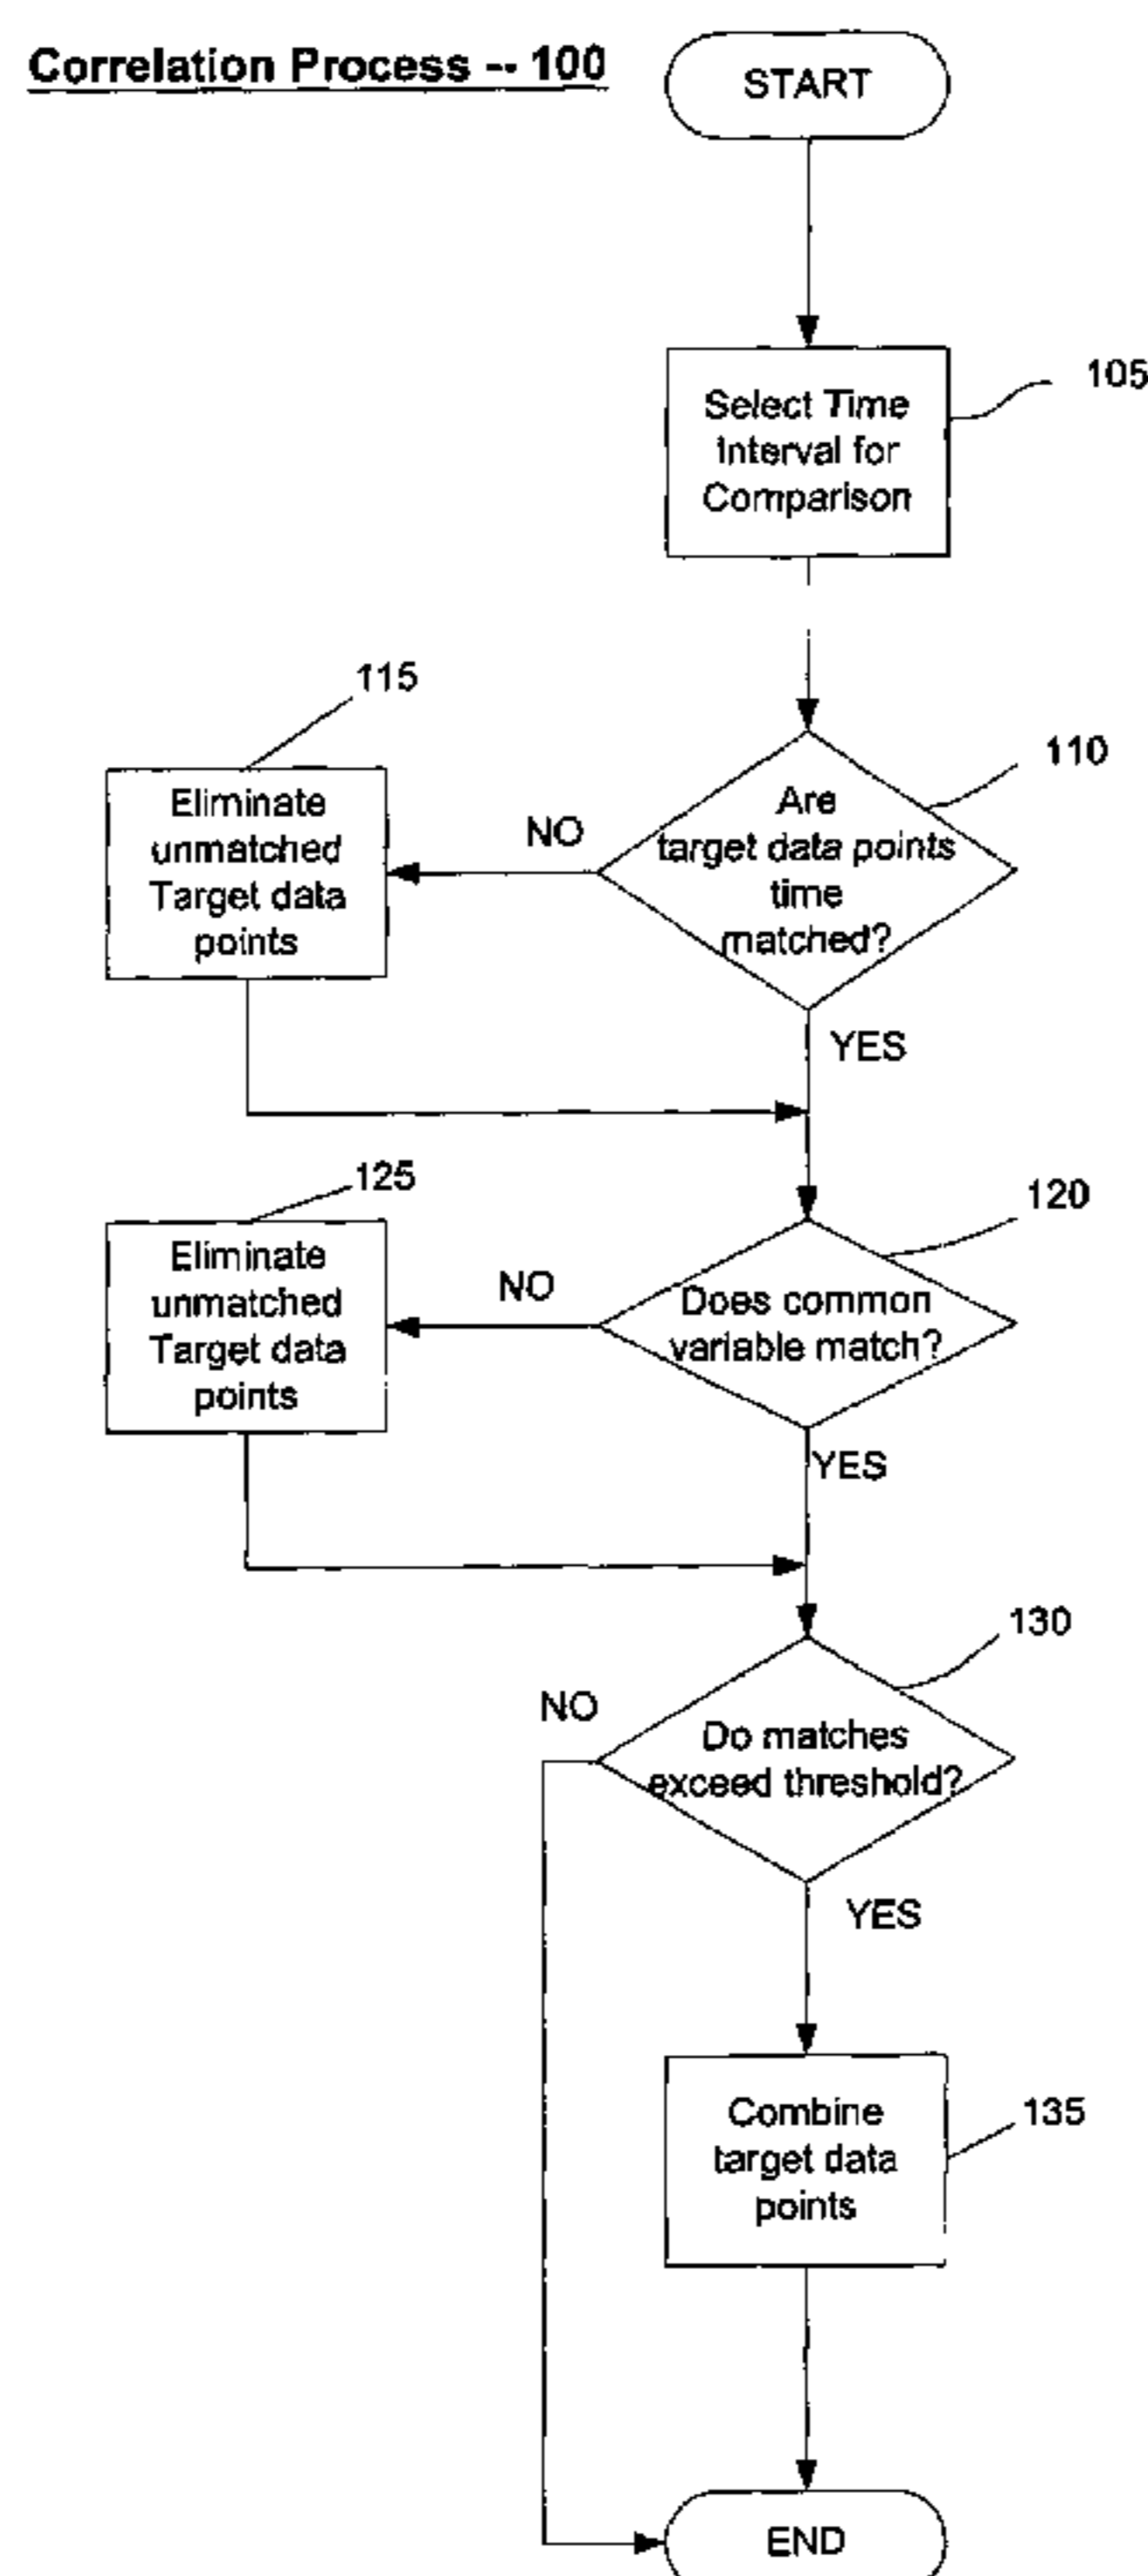 Correlation Process -- 100
START
Select Time
Interval for
Comparison
105
115
110
Eliminate
unmatched
Target data
points
NO
Are
target data points
time
matched?
YES
125
120
Eliminate
unmatched
Target data
points
NO
Does common
variable match?
YES
130
NO
Do matches
exceed threshold?
YES
Combine
target data
points
135
END